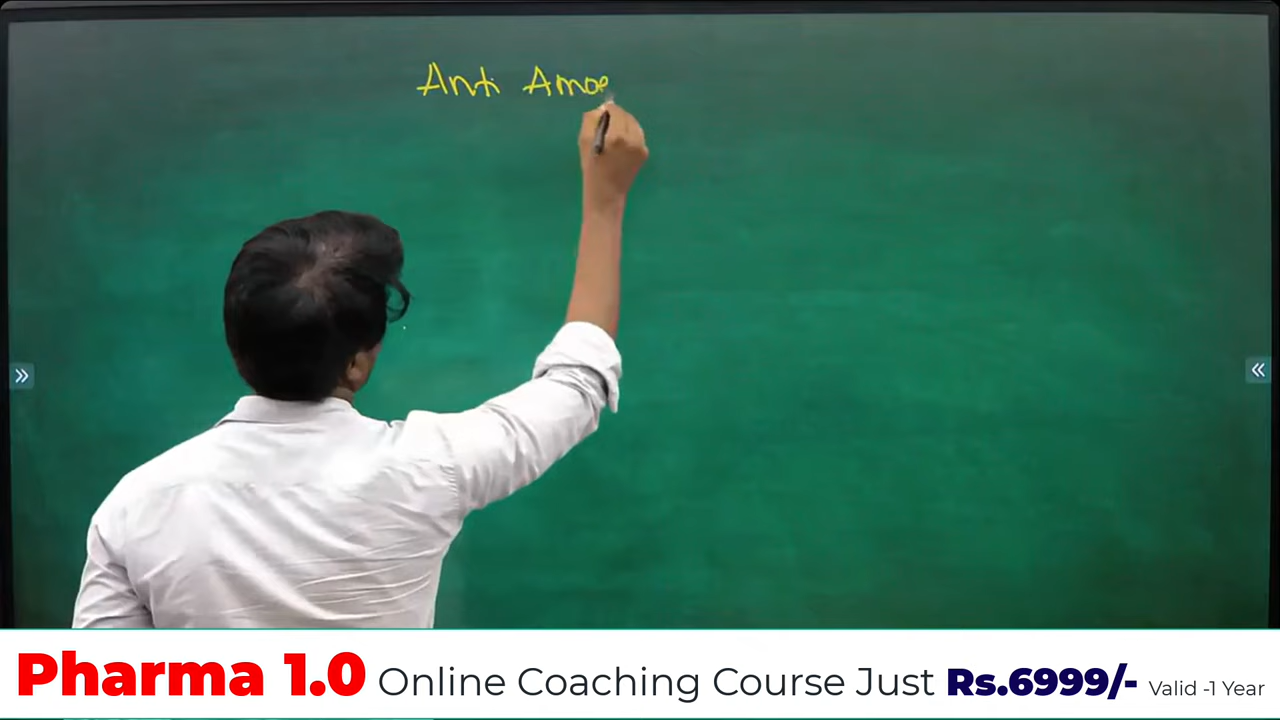 Anti Amoe
Pharma 1.0 Online Coaching Course Just Rs.6999/- Valid -1 Year